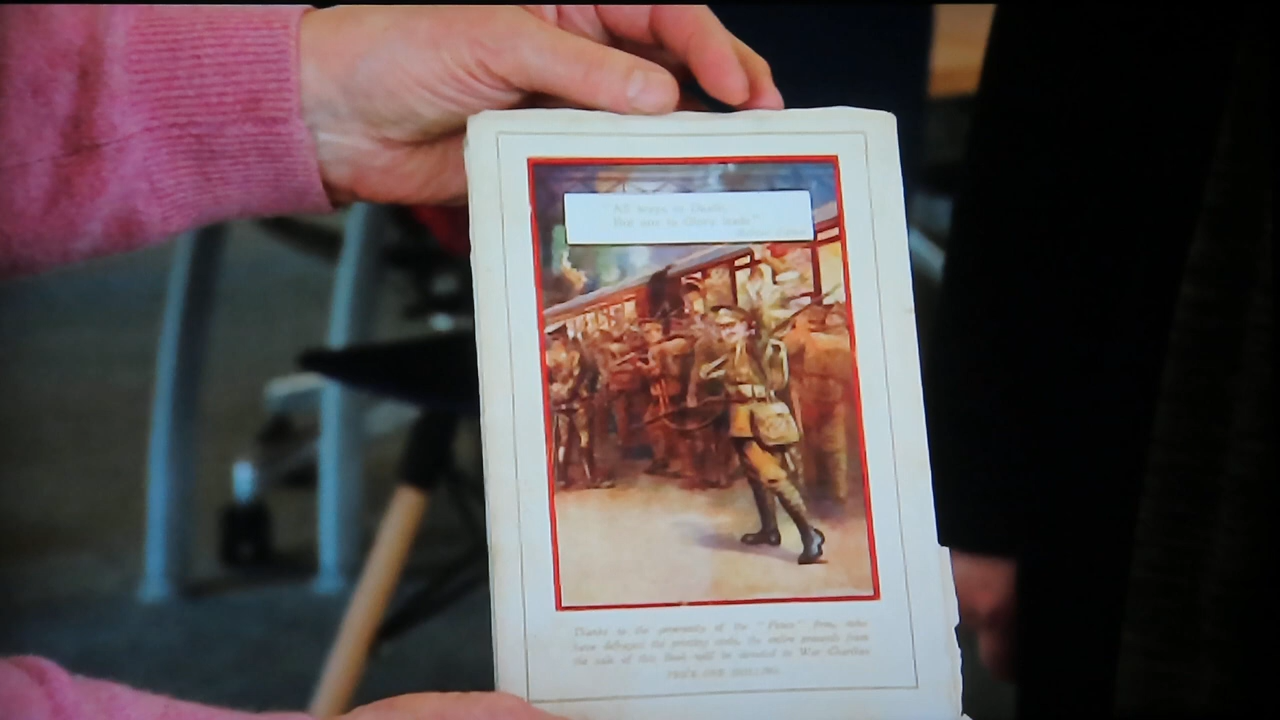 "All ways to Death,
But one to Glory leads"
Thanks to the generosity of the "Times" Press, who
have defrayed the printing costs, the entire proceeds from
the sale of this Book will be devoted to War Charities
PRICE ONE SHILLING